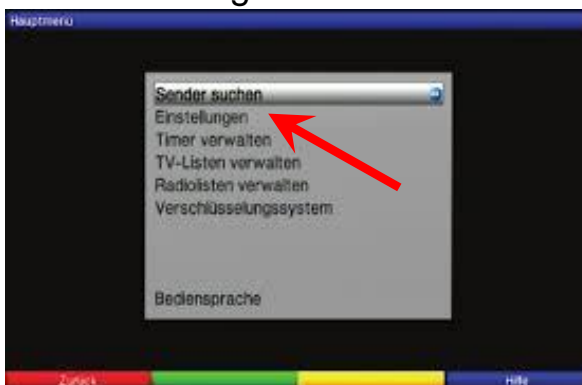 Hauptmenü
Sender suchen
Einstellungen
Timer verwalten
TV-Listen verwalten
Radiolisten verwalten
Verschlüsselungssystem
Bediensprache
Zurück
Hilfe